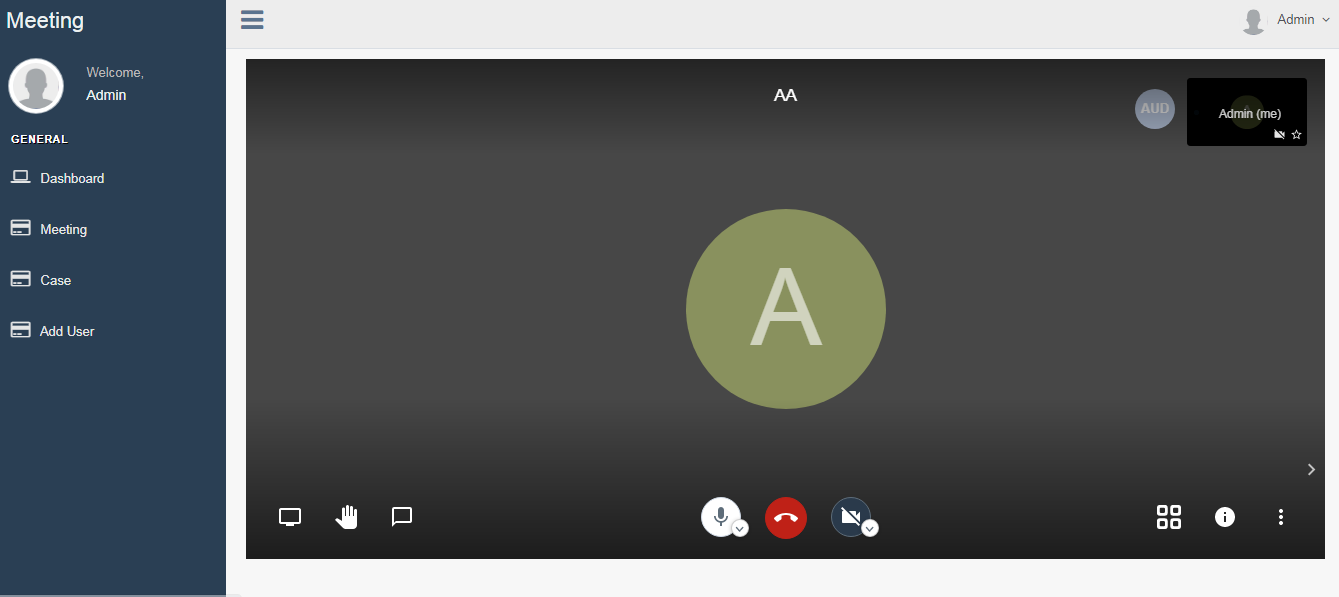 Meeting
Admin
Welcome,
Admin
GENERAL
Dashboard
Meeting
Case
Add User
AA
AUD
Admin (me)
A